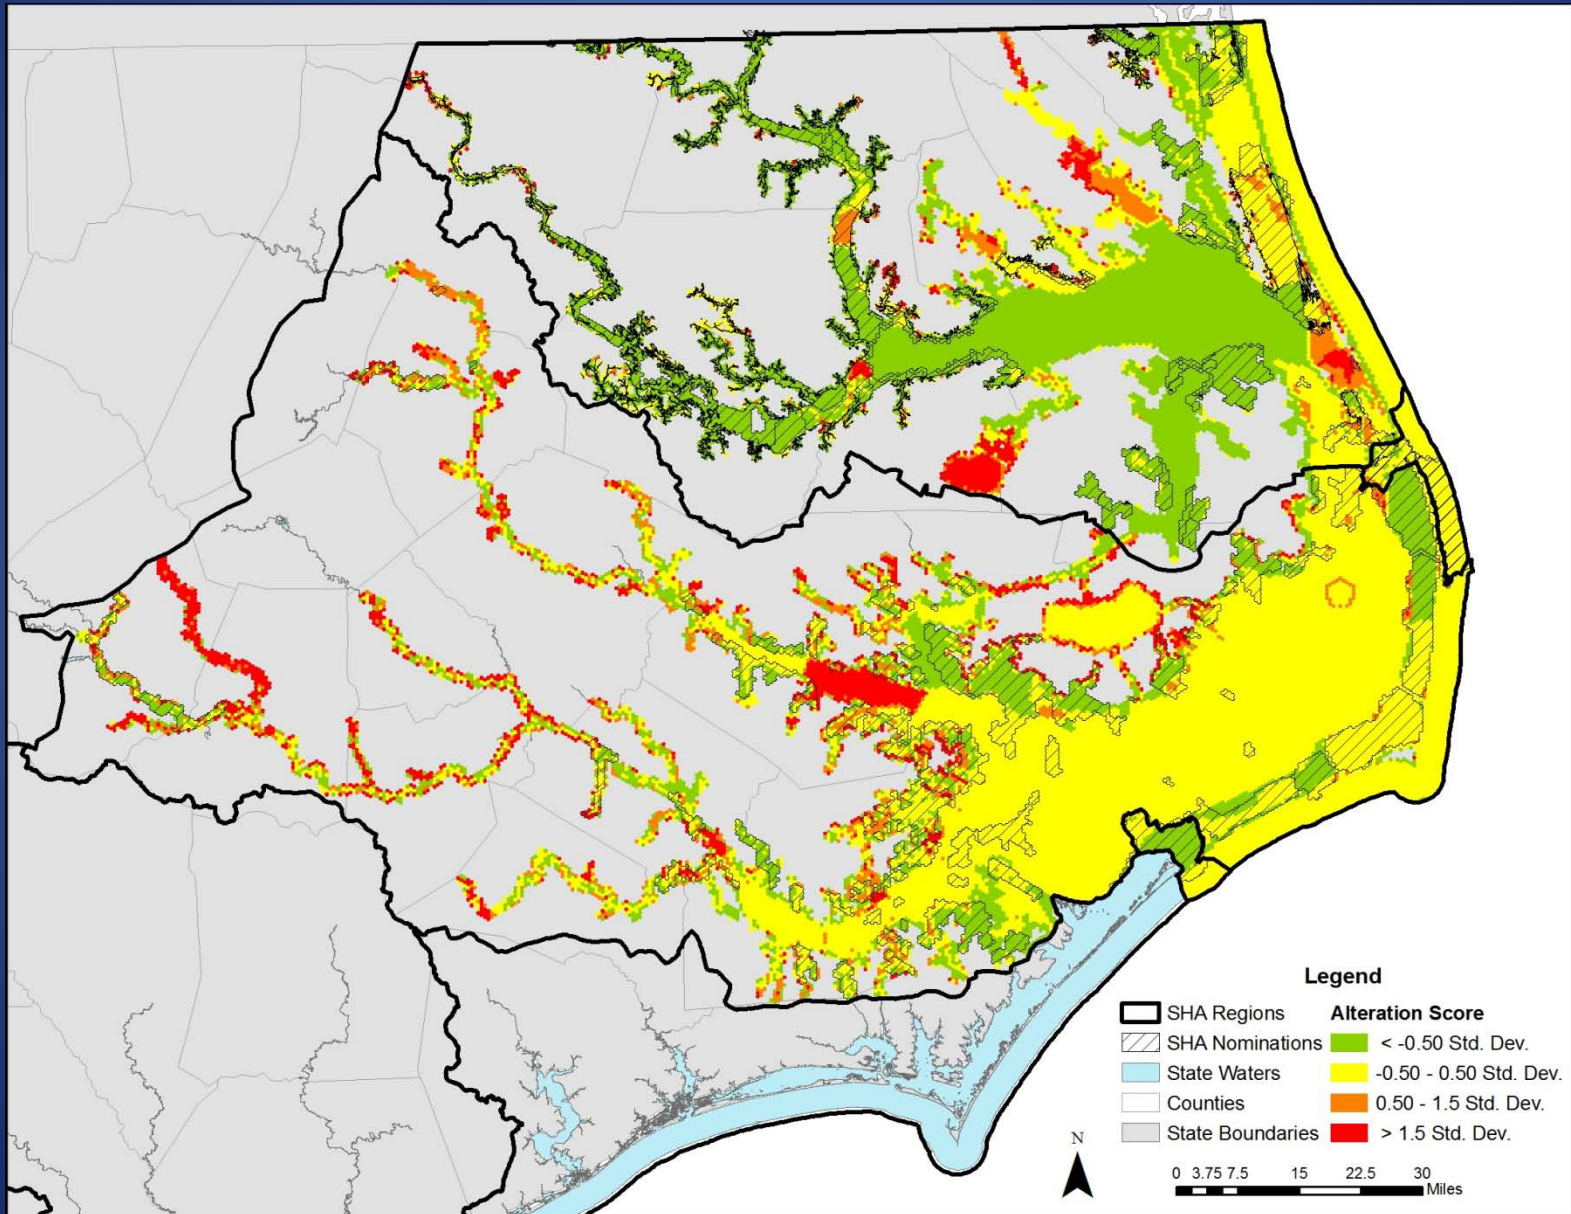 Legend
SHA Regions
SHA Nominations
State Waters
Counties
State Boundaries
Alteration Score
< -0.50 Std. Dev.
-0.50 - 0.50 Std. Dev.
0.50 - 1.5 Std. Dev.
> 1.5 Std. Dev.
N
0 3.75 7.5 15 22.5 30
Miles